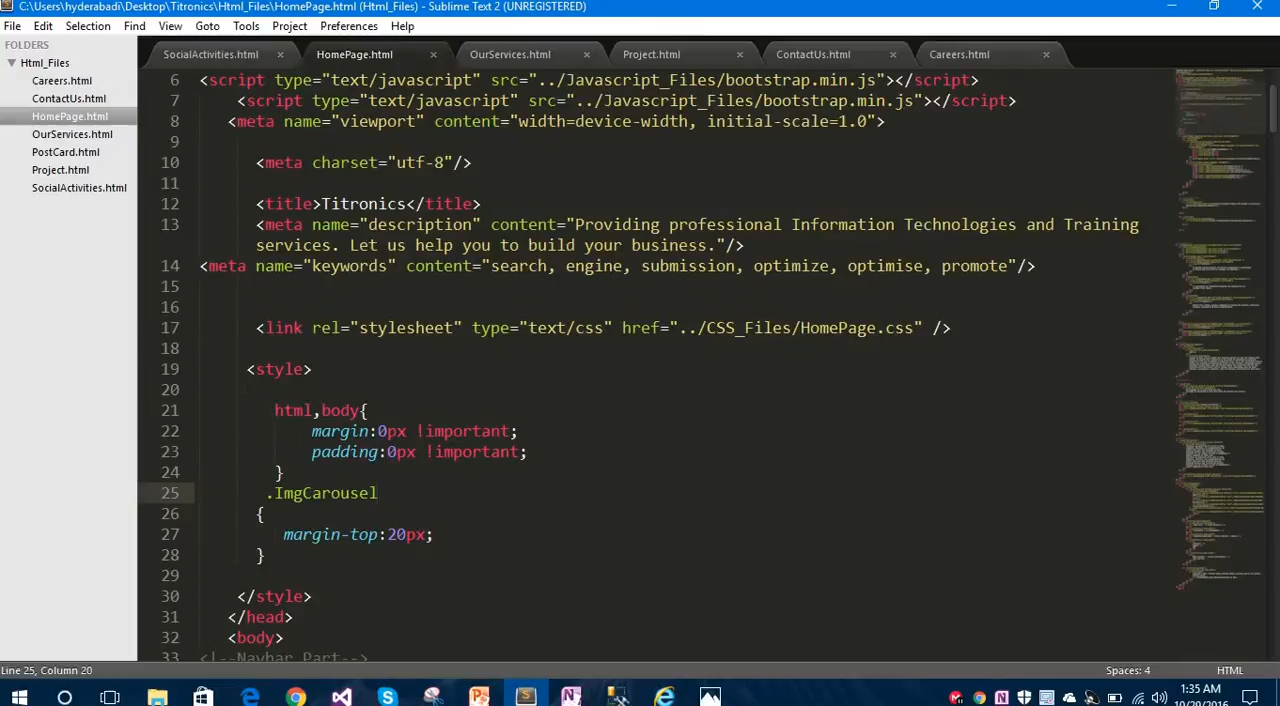 C:\Users\hyderabadi\Desktop\Titronics\Html_Files\HomePage.html (Html_Files) - Sublime Text 2 (UNREGISTERED)
File Edit Selection Find View Goto Tools Project Preferences Help
FOLDERS
Html_Files
Careers.html
ContactUs.html
HomePage.html
OurServices.html
PostCard.html
Project.html
SocialActivities.html
SocialActivities.html × HomePage.html × OurServices.html × Project.html × ContactUs.html × Careers.html ×
6 <script type="text/javascript" src="../Javascript_Files/bootstrap.min.js"></script>
7 <script type="text/javascript" src="../Javascript_Files/bootstrap.min.js"></script>
8 <meta name="viewport" content="width=device-width, initial-scale=1.0">
9
10 <meta charset="utf-8"/>
11
12 <title>Titronics</title>
13 <meta name="description" content="Providing professional Information Technologies and Training
services. Let us help you to build your business."/>
14 <meta name="keywords" content="search, engine, submission, optimize, optimise, promote"/>
15
16
17 <link rel="stylesheet" type="text/css" href="../CSS_Files/HomePage.css" />
18
19 <style>
20
21 html,body{
22 margin:0px !important;
23 padding:0px !important;
24 }
25 .ImgCarousel
26 {
27 margin-top:20px;
28 }
29
30 </style>
31 </head>
32 <body>
33 <!--Navbar Part-->
Line 25, Column 20
Spaces: 4 HTML
1:35 AM
10/29/2016